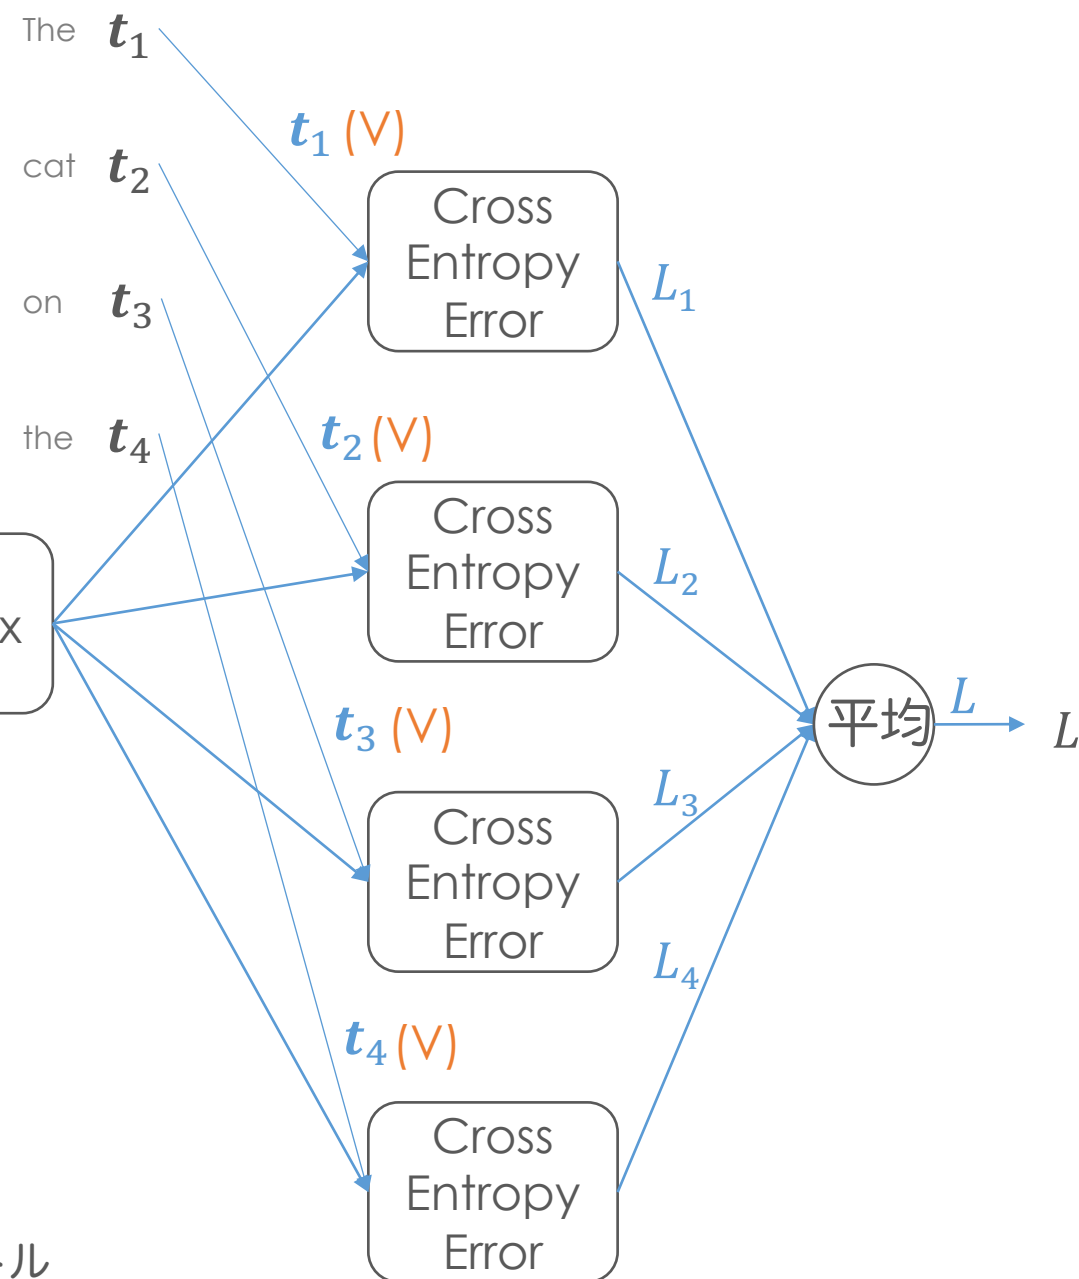 The t₁
t₁ (V)
cat t₂
Cross
Entropy
Error
L₁
on t₃
the t₄
t₂ (V)
Cross
Entropy
Error
L₂
x
t₃ (V)
平均
L
L
Cross
Entropy
Error
L₃
t₄ (V)
L₄
Cross
Entropy
Error
トル